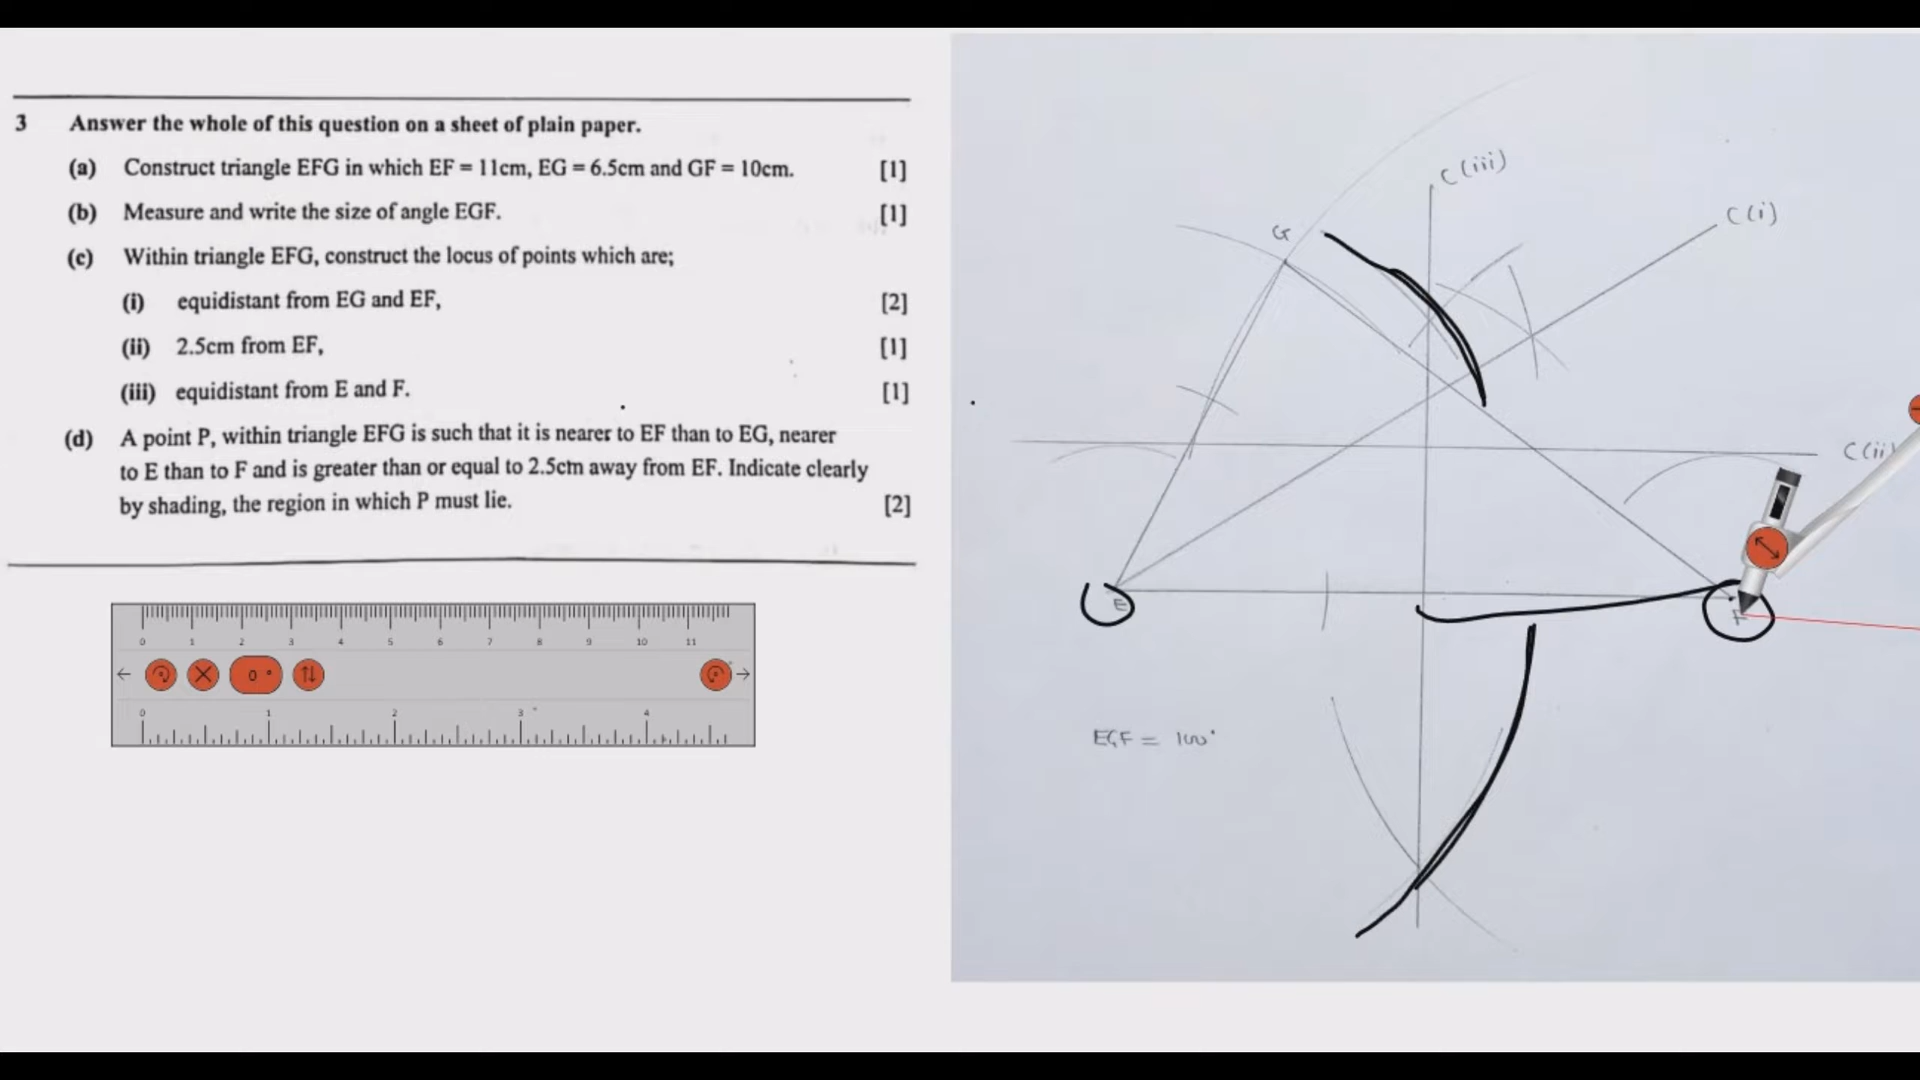 3 Answer the whole of this question on a sheet of plain paper.
(a) Construct triangle EFG in which EF = 11cm, EG = 6.5cm and GF = 10cm. [1]
(b) Measure and write the size of angle EGF. [1]
(c) Within triangle EFG, construct the locus of points which are;
(i) equidistant from EG and EF, [2]
(ii) 2.5cm from EF, [1]
(iii) equidistant from E and F. [1]
(d) A point P, within triangle EFG is such that it is nearer to EF than to EG, nearer
to E than to F and is greater than or equal to 2.5cm away from EF. Indicate clearly
by shading, the region in which P must lie. [2]
0 1 2 3 4 5 6 7 8 9 10 11
0 °
0 1 2 3 4
C(iii)
C(i)
G
C(ii)
E
F
EGF = 100°